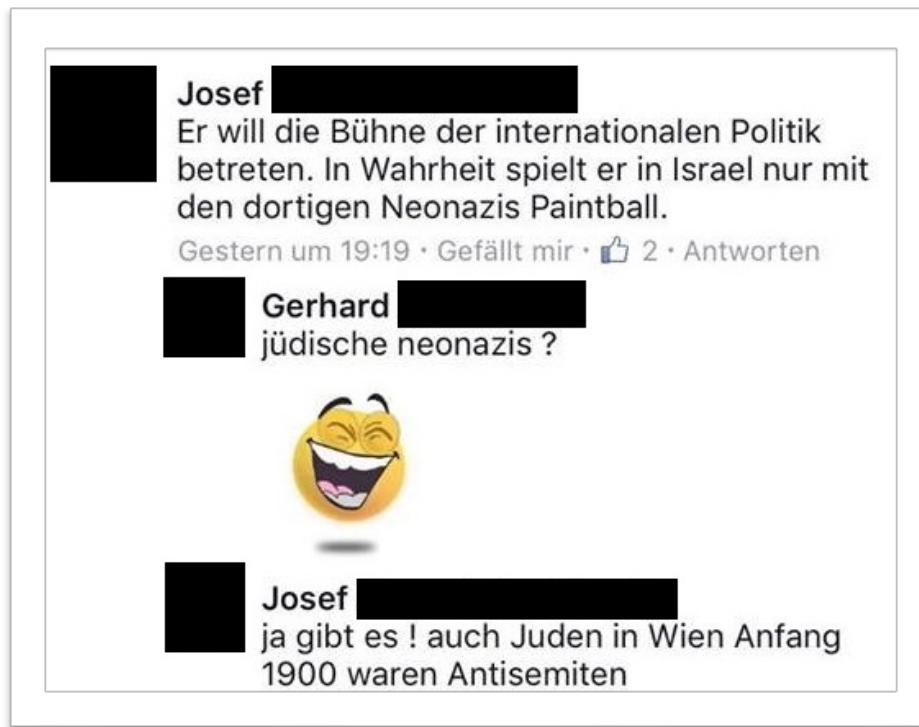 Josef
Er will die Bühne der internationalen Politik
betreten. In Wahrheit spielt er in Israel nur mit
den dortigen Neonazis Paintball.
Gestern um 19:19 · Gefällt mir · 2 · Antworten
Gerhard
jüdische neonazis ?
Josef
ja gibt es ! auch Juden in Wien Anfang
1900 waren Antisemiten